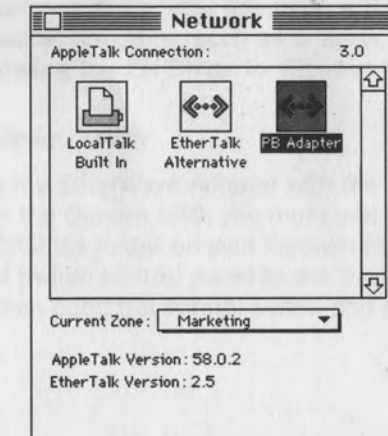 Network
AppleTalk Connection: 3.0
LocalTalk Built In
EtherTalk Alternative
PB Adapter
Current Zone: Marketing
AppleTalk Version: 58.0.2
EtherTalk Version: 2.5